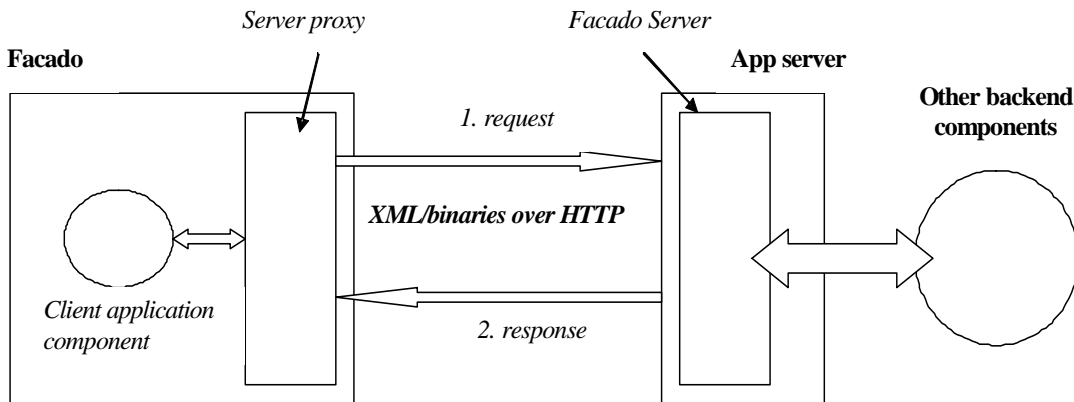 Server proxy
Facado Server
Facado
App server
Other backend
components
1. request
XML/binaries over HTTP
Client application
component
2. response